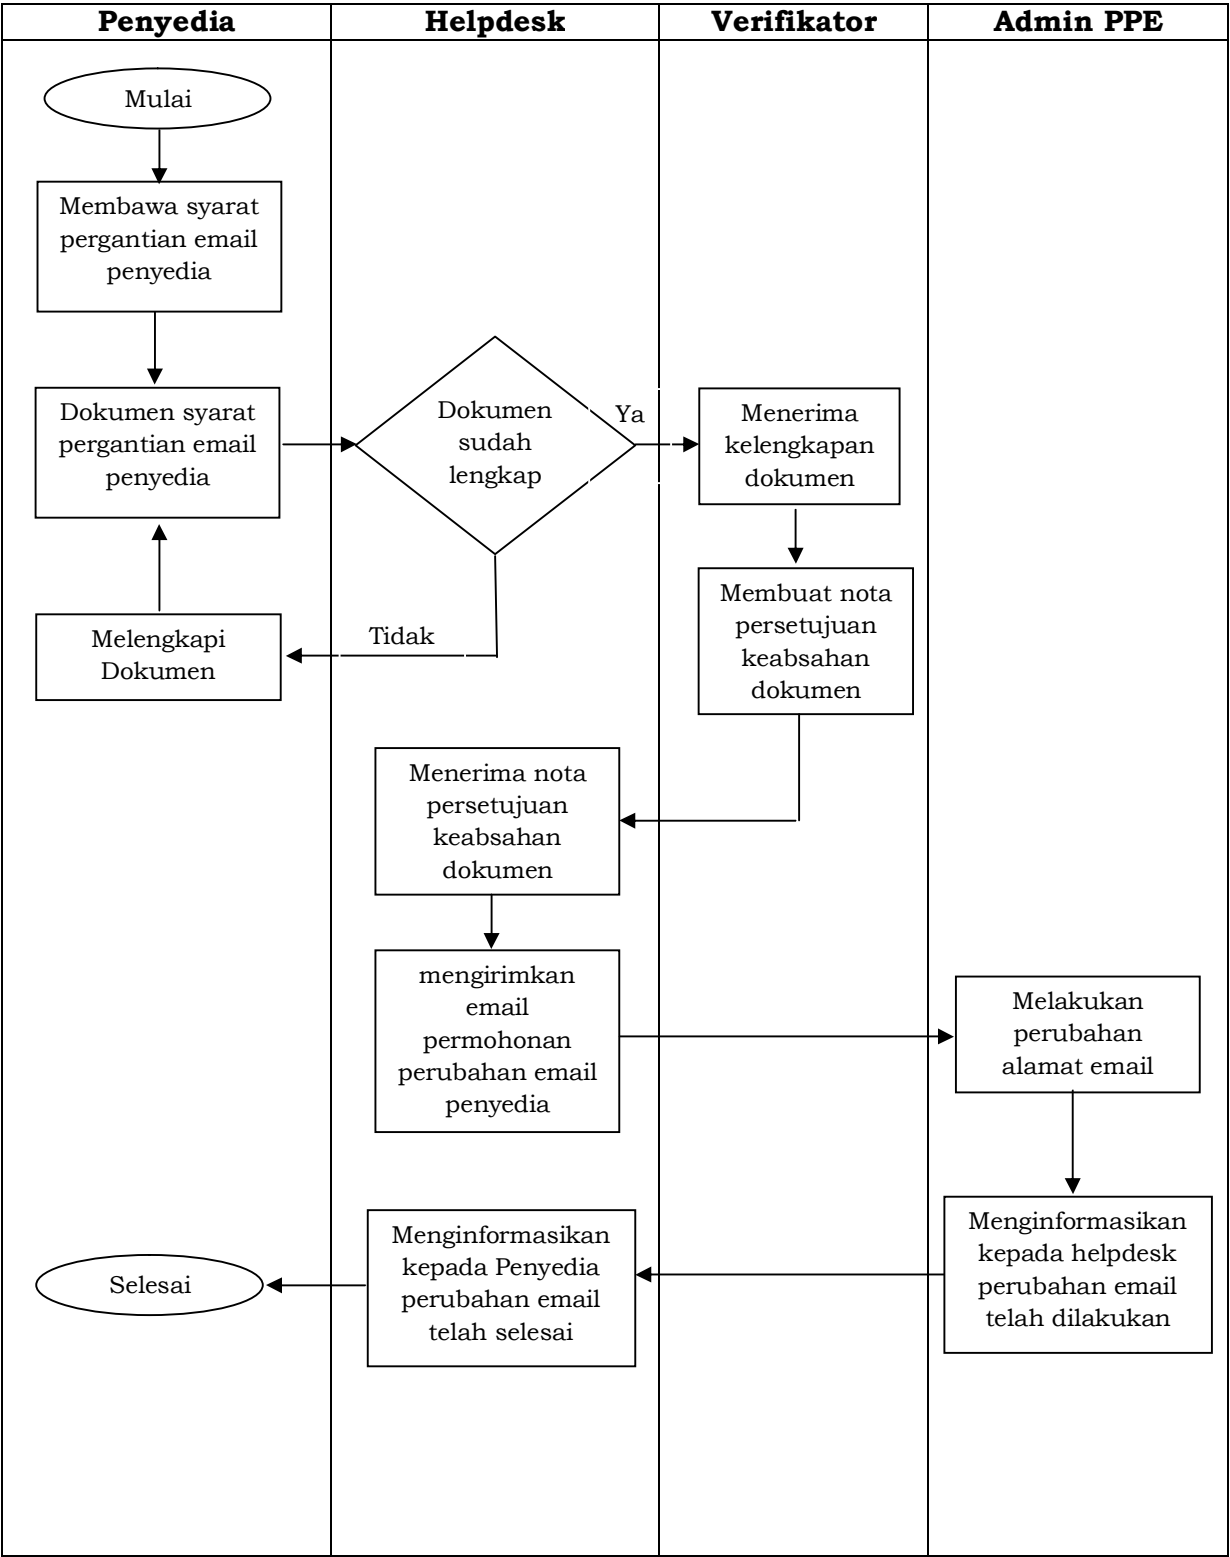 Penyedia
Helpdesk
Verifikator
Admin PPE
Mulai
Membawa syarat
pergantian email
penyedia
Dokumen syarat
pergantian email
penyedia
Dokumen
sudah
lengkap
Ya
Menerima
kelengkapan
dokumen
Membuat nota
persetujuan
keabsahan
dokumen
Tidak
Melengkapi
Dokumen
Menerima nota
persetujuan
keabsahan
dokumen
mengirimkan
email
permohonan
perubahan email
penyedia
Melakukan
perubahan
alamat email
Menginformasikan
kepada helpdesk
perubahan email
telah dilakukan
Menginformasikan
kepada Penyedia
perubahan email
telah selesai
Selesai